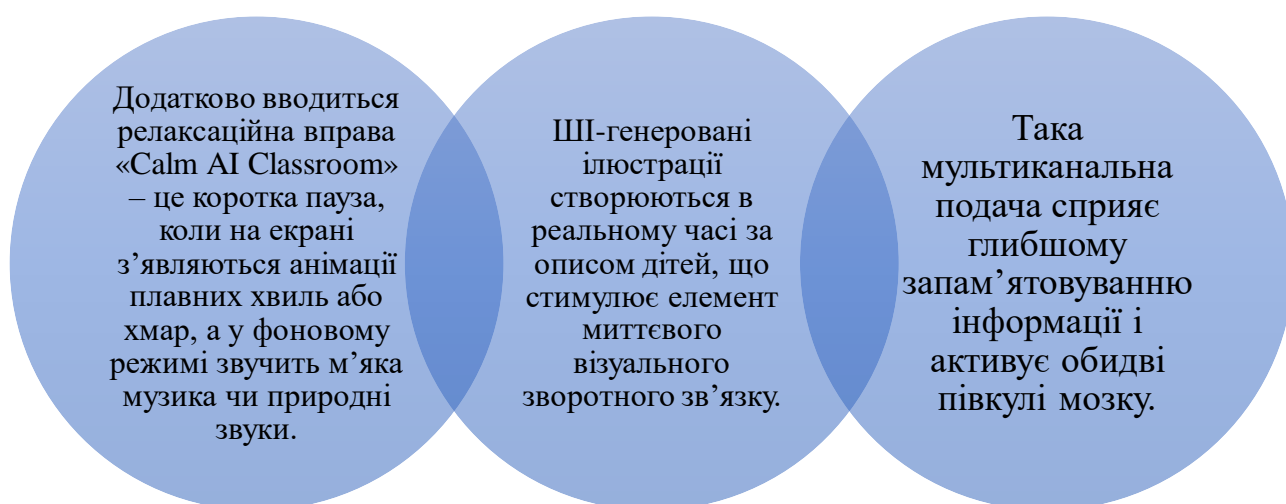 Додатково вводиться
релаксаційна вправа
«Calm AI Classroom»
– це коротка пауза,
коли на екрані
з’являються анімації
плавних хвиль або
хмар, а у фоновому
режимі звучить м’яка
музика чи природні
звуки.
ШІ-генеровані
ілюстрації
створюються в
реальному часі за
описом дітей, що
стимулює елемент
миттєвого
візуального
зворотного зв’язку.
Така
мультиканальна
подача сприяє
глибшому
запам’ятовуванню
інформації і
активує обидві
півкулі мозку.